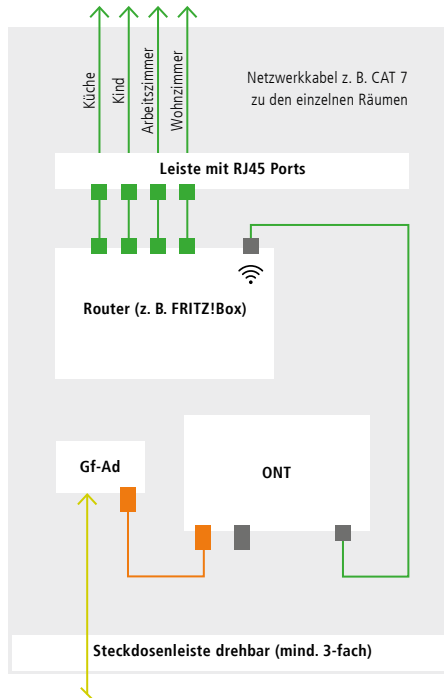 Küche
Kind
Arbeitszimmer
Wohnzimmer
Netzwerkkabel z. B. CAT 7
zu den einzelnen Räumen
Leiste mit RJ45 Ports
Router (z. B. FRITZ!Box)
Gf-Ad
ONT
Steckdosenleiste drehbar (mind. 3-fach)